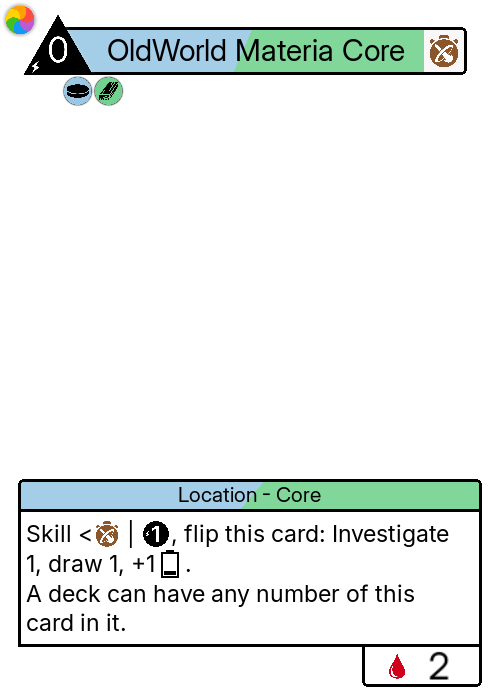 0 OldWorld Materia Core
Location - Core
Skill < | 1, flip this card: Investigate
1, draw 1, +1 .
A deck can have any number of this
card in it.
2